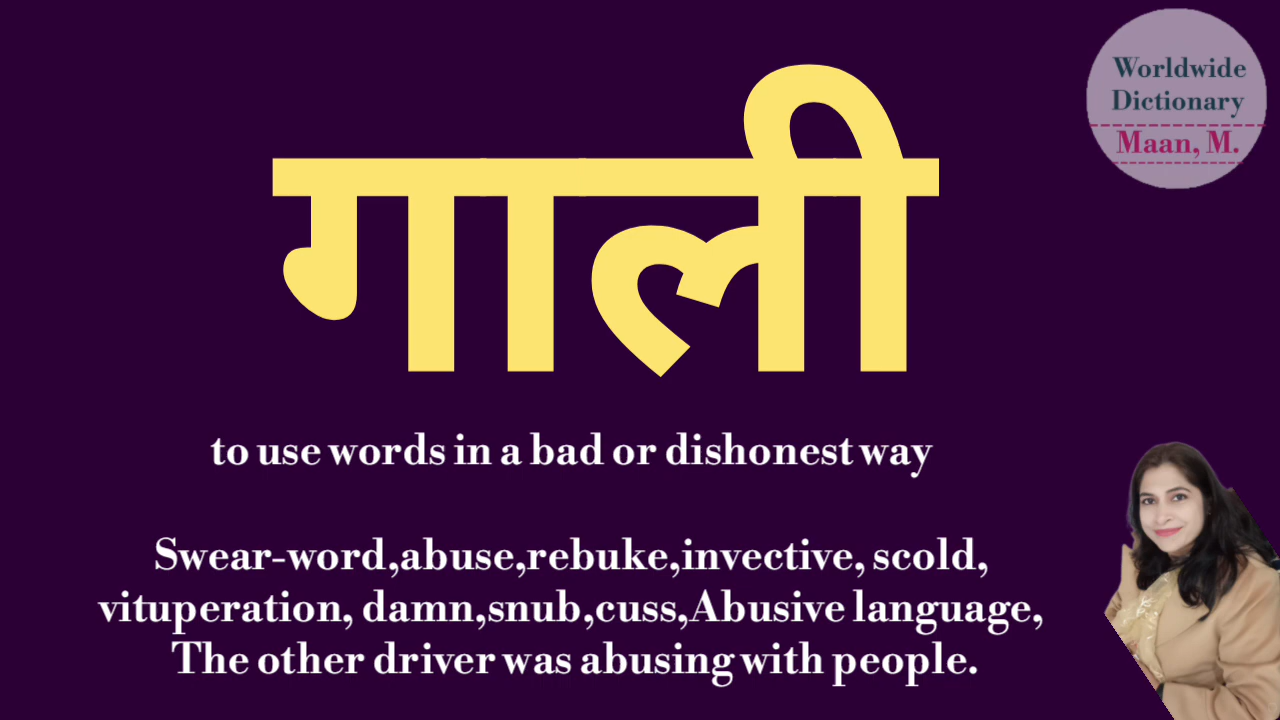 गाली
Worldwide
Dictionary
Maan, M.
to use words in a bad or dishonest way
Swear-word,abuse,rebuke,invective, scold,
vituperation, damn,snub,cuss,Abusive language,
The other driver was abusing with people.